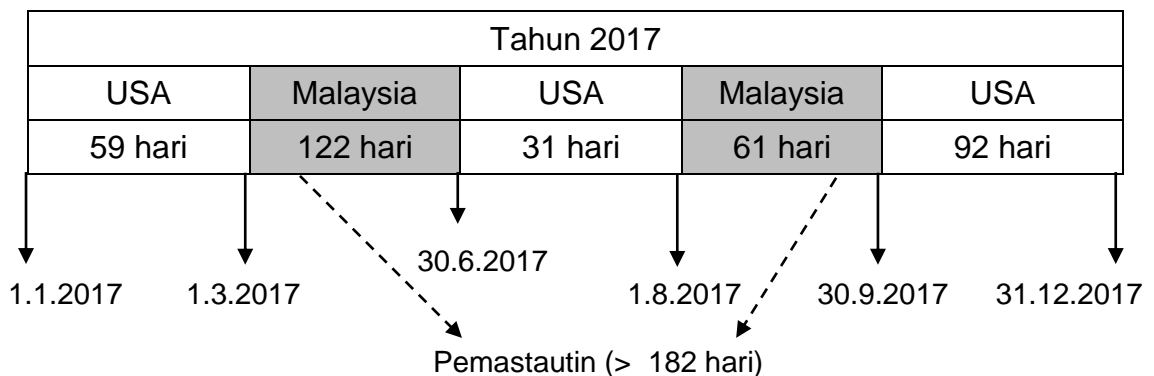 Tahun 2017
USA Malaysia USA Malaysia USA
59 hari 122 hari 31 hari 61 hari 92 hari
30.6.2017
1.1.2017 1.3.2017 1.8.2017 30.9.2017 31.12.2017
Pemastautin (> 182 hari)